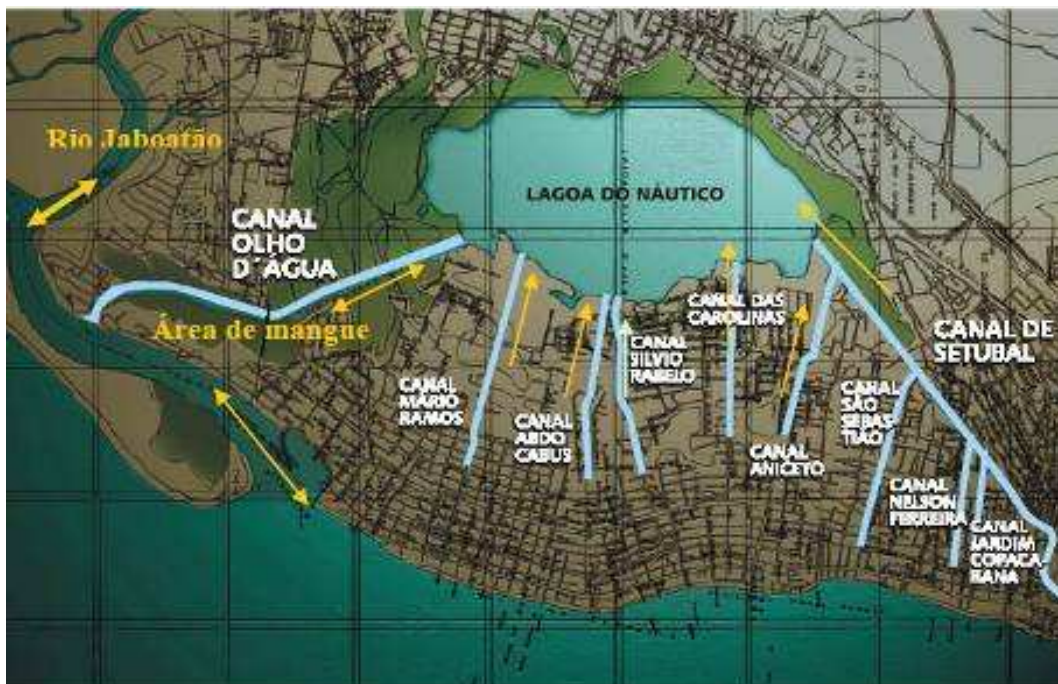 Rio Jaboatão
LAGOA DO NÁUTICO
CANAL
OLHO
D´ÁGUA
Área de mangue
CANAL DAS
CAROLINAS
CANAL DE
SETUBAL
CANAL
SILVIO
RABELO
CANAL
MÁRIO
RAMOS
CANAL
ABDO
CABUS
CANAL
SÃO
SEBAS
TIÃO
CANAL
ANICETO
CANAL
NELSON
FERREIRA
CANAL
JARDIM
COPACA
BANA